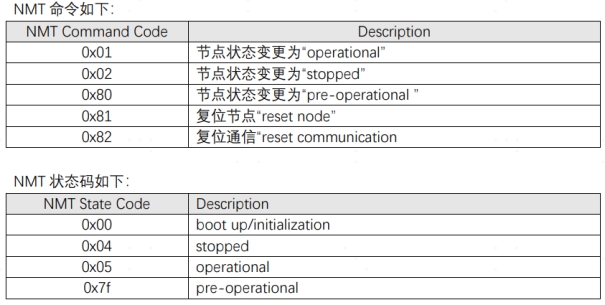 NMT 命令如下：
NMT Command Code Description
0x01 节点状态变更为“operational”
0x02 节点状态变更为“stopped”
0x80 节点状态变更为“pre-operational ”
0x81 复位节点“reset node”
0x82 复位通信“reset communication
NMT 状态码如下：
NMT State Code Description
0x00 boot up/initialization
0x04 stopped
0x05 operational
0x7f pre-operational